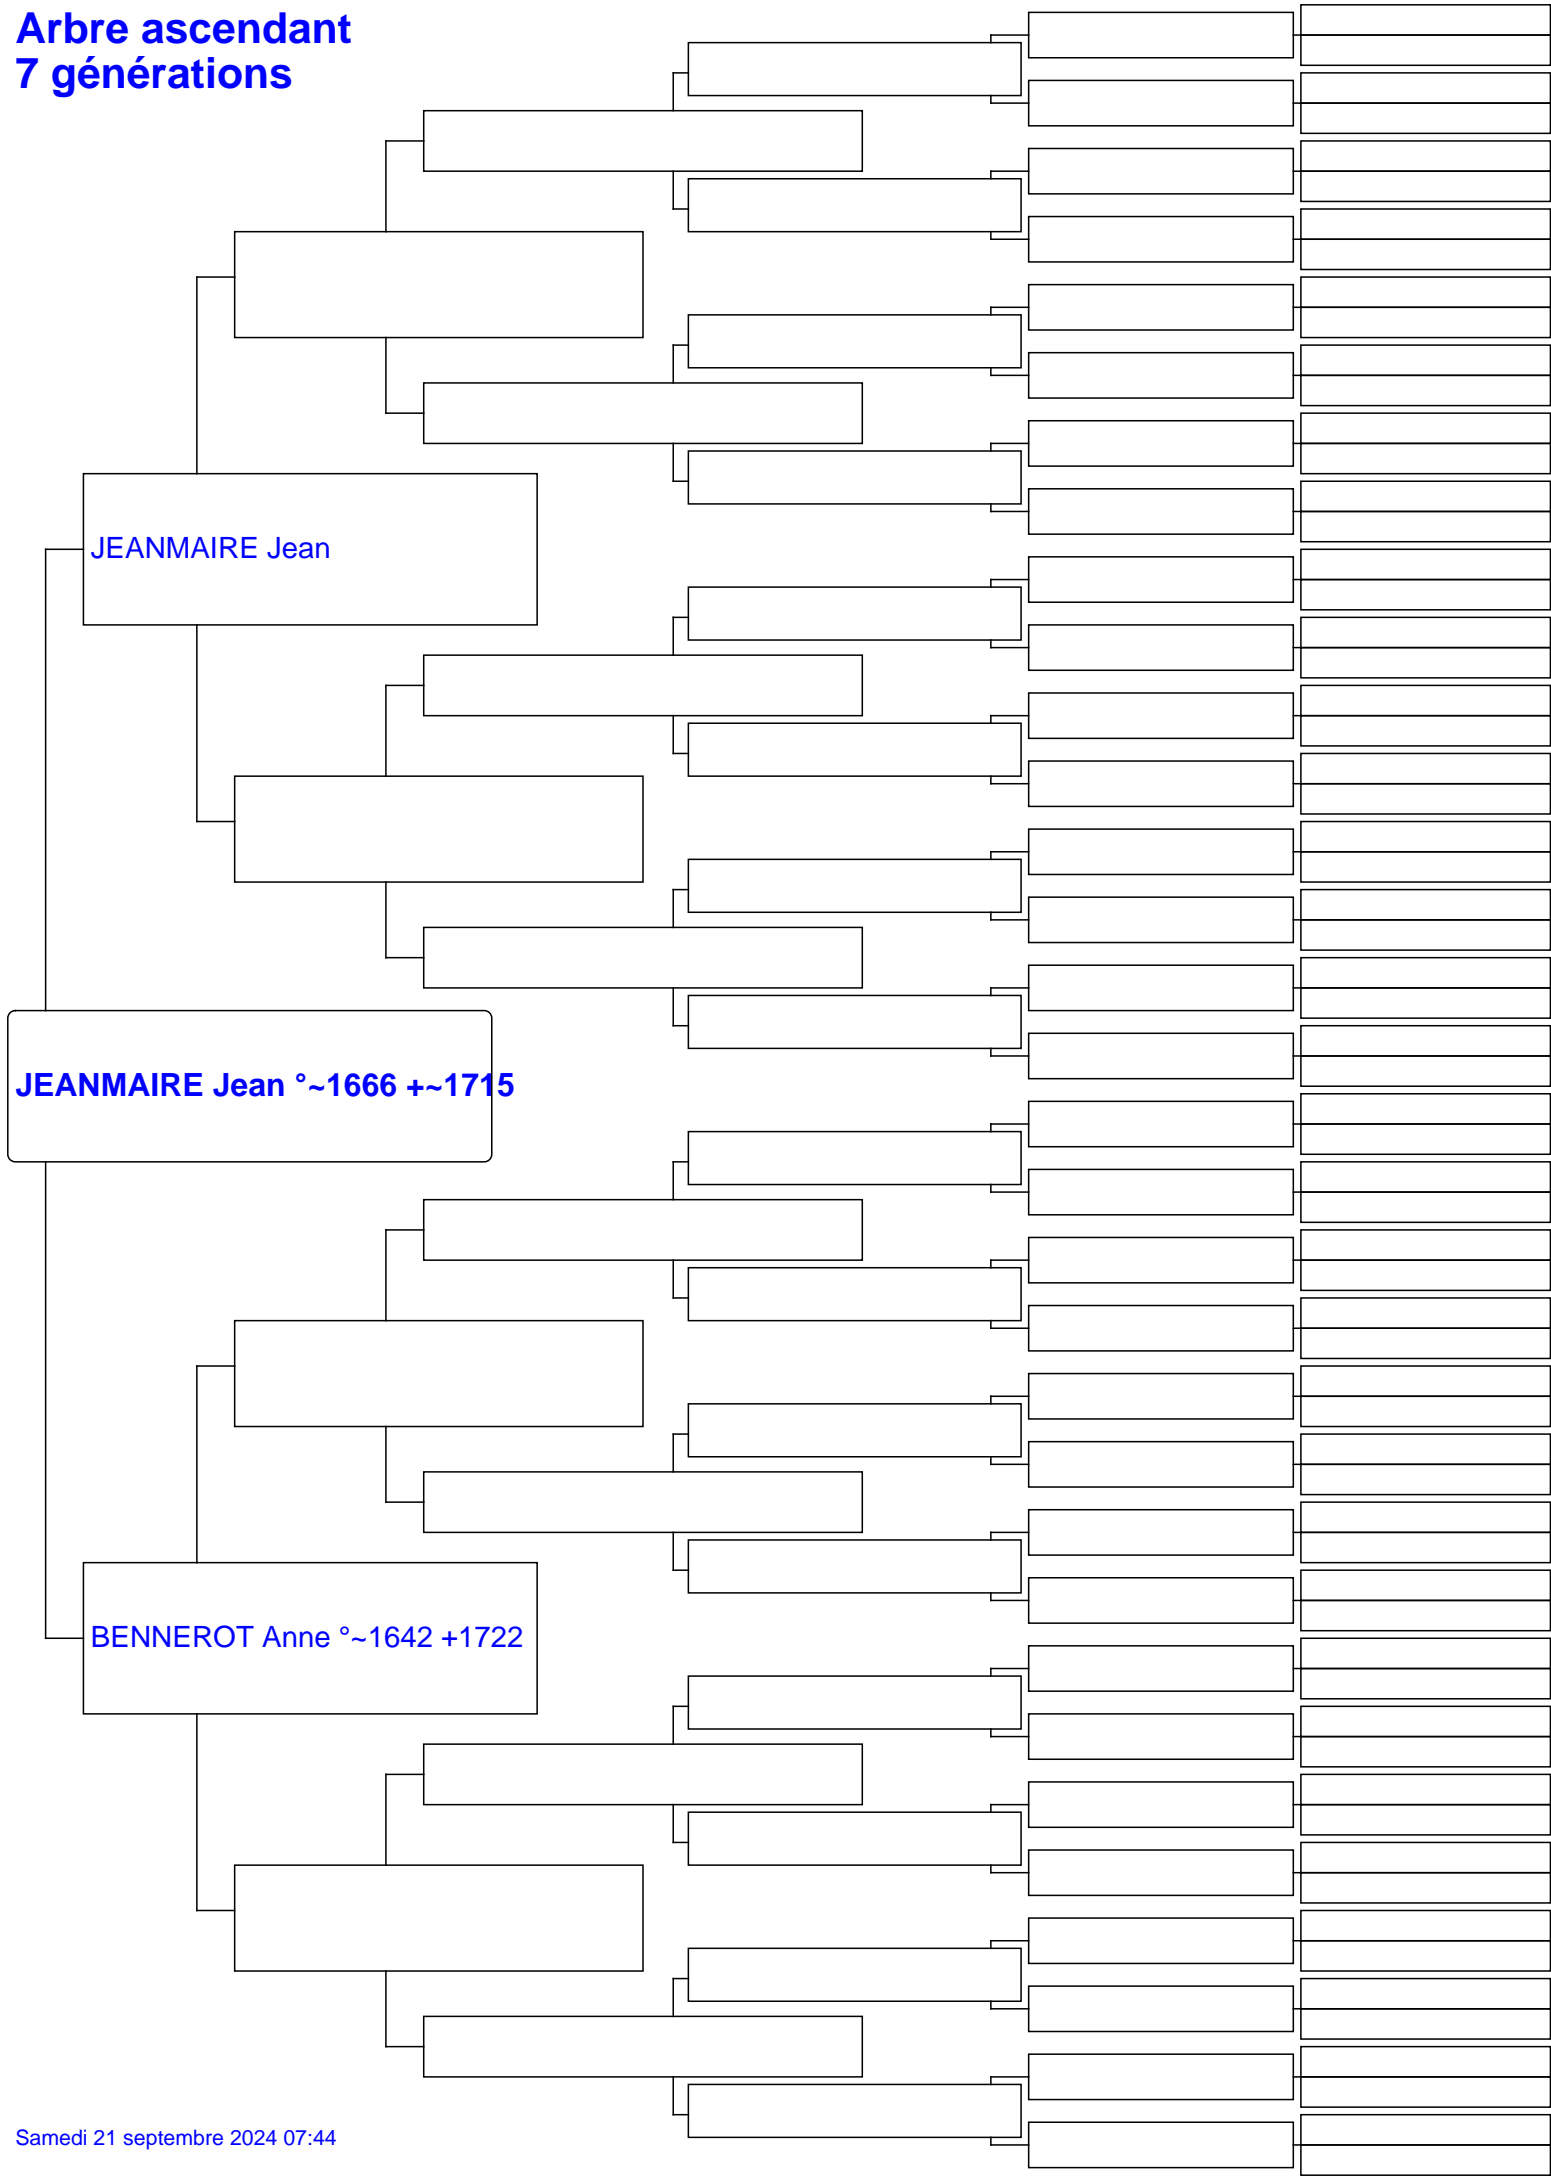 Arbre ascendant
7 générations
JEANMAIRE Jean
JEANMAIRE Jean °~1666 +~1715
BENNEROT Anne °~1642 +1722
Samedi 21 septembre 2024 07:44